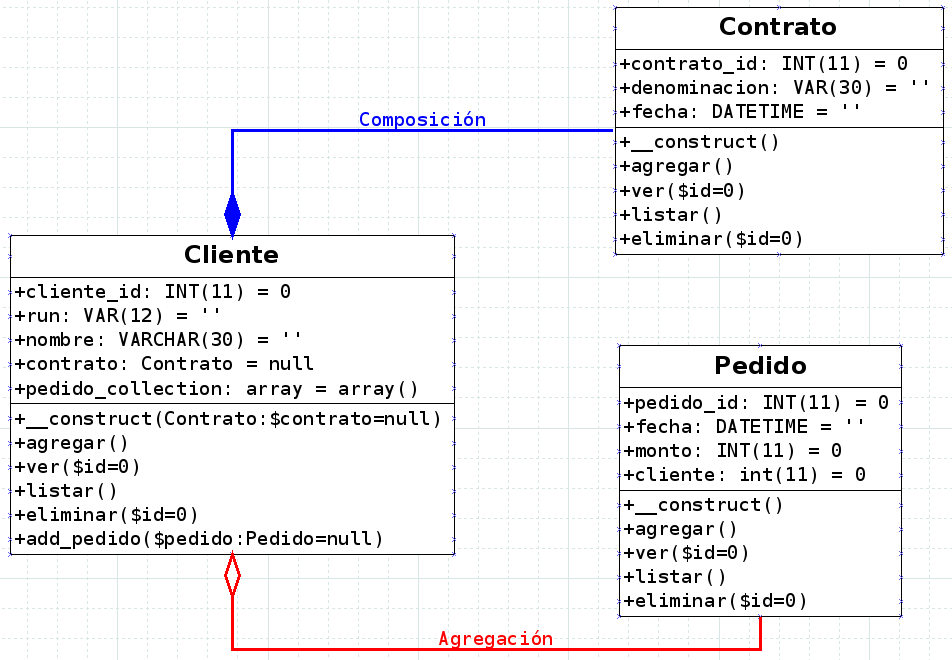 Contrato
+contrato_id: INT(11) = 0
+denominacion: VAR(30) = ''
+fecha: DATETIME = ''
+__construct()
+agregar()
+ver($id=0)
+listar()
+eliminar($id=0)
Composición
Cliente
+cliente_id: INT(11) = 0
+run: VAR(12) = ''
+nombre: VARCHAR(30) = ''
+contrato: Contrato = null
+pedido_collection: array = array()
+__construct(Contrato:$contrato=null)
+agregar()
+ver($id=0)
+listar()
+eliminar($id=0)
+add_pedido($pedido:Pedido=null)
Pedido
+pedido_id: INT(11) = 0
+fecha: DATETIME = ''
+monto: INT(11) = 0
+cliente: int(11) = 0
+__construct()
+agregar()
+ver($id=0)
+listar()
+eliminar($id=0)
Agregación